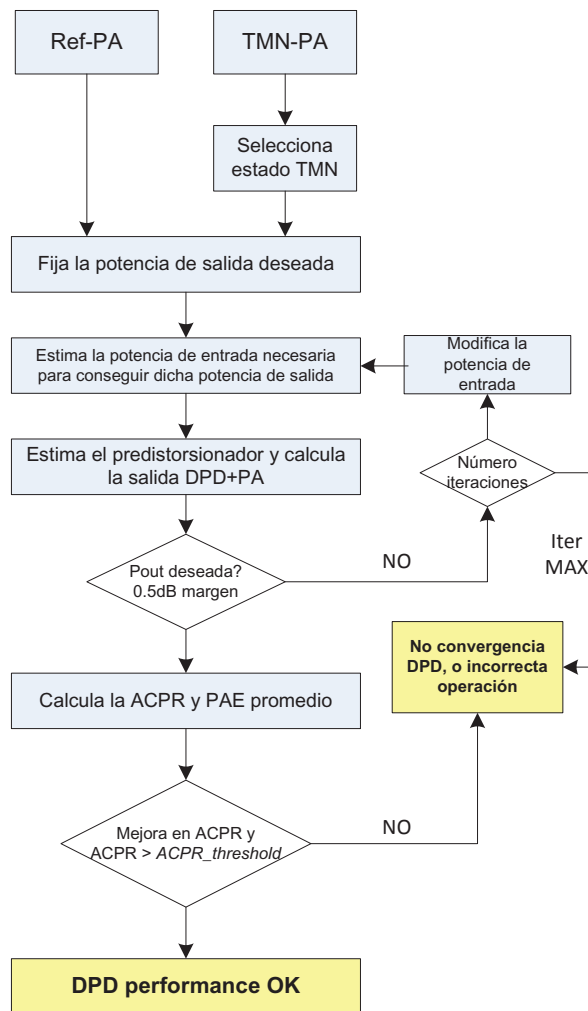 Ref-PA
TMN-PA
Selecciona
estado TMN
Fija la potencia de salida deseada
Estima la potencia de entrada necesaria
para conseguir dicha potencia de salida
Modifica la
potencia de
entrada
Estima el predistorsionador y calcula
la salida DPD+PA
Número
iteraciones
Iter
MAX
Pout deseada?
0.5dB margen
NO
No convergencia
DPD, o incorrecta
operación
Calcula la ACPR y PAE promedio
Mejora en ACPR y
ACPR > ACPR_threshold
NO
DPD performance OK